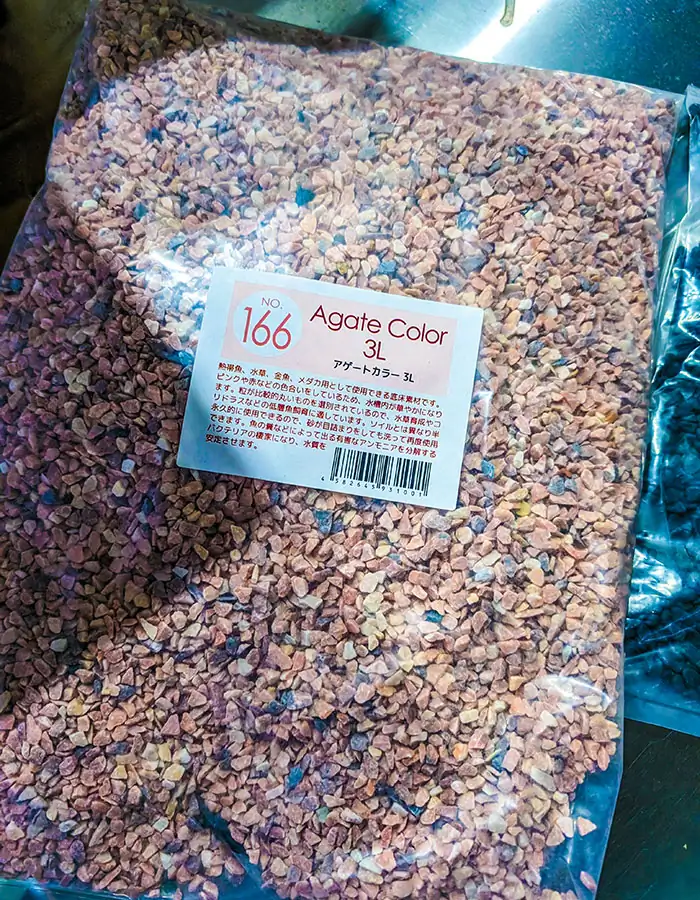 NO.
166
Agate Color
3L
アゲートカラー 3L
熱帯魚、水草、金魚、メダカ用として使用できる底床素材です。
ピンクや赤などの色合いをしているため、水槽内が華やかになり
ます。粒が比較的丸いものを選別されているので、水草育成やコ
リドラスなどの低層魚飼育に適しています。ソイルとは異なり半
永久的に使用できるので、砂が目詰まりをしても洗って再度使用
できます。魚の糞などによって出る有害なアンモニアを分解する
バクテリアの棲家になり、水質を
安定させます。
4 582645 931001